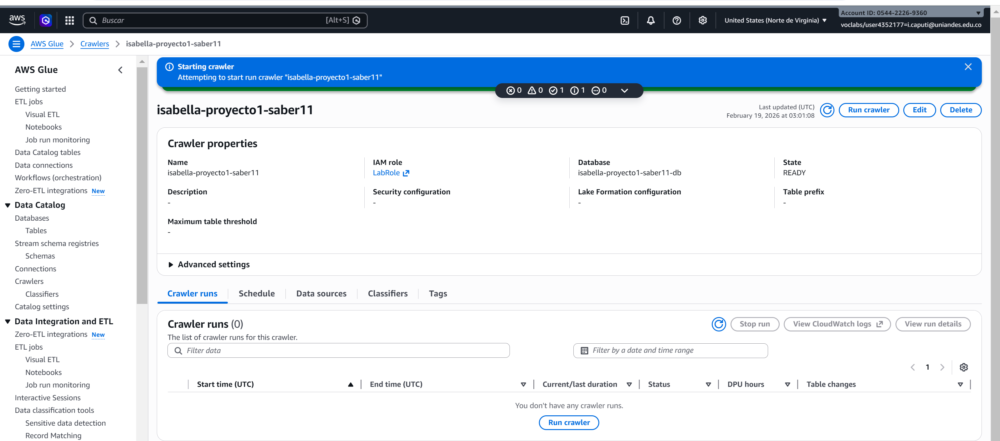 aws
Buscar
[Alt+S]
United States (Norte de Virginia)
Account ID: 0544-2226-9360
voclabs/user4352177=i.caputi@uniandes.edu.co
AWS Glue
Crawlers
isabella-proyecto1-saber11
AWS Glue
Getting started
ETL jobs
Visual ETL
Notebooks
Job run monitoring
Data Catalog tables
Data connections
Workflows (orchestration)
Zero-ETL integrations New
Data Catalog
Databases
Tables
Stream schema registries
Schemas
Connections
Crawlers
Classifiers
Catalog settings
Data Integration and ETL
Zero-ETL integrations New
ETL jobs
Visual ETL
Notebooks
Job run monitoring
Interactive Sessions
Data classification tools
Sensitive data detection
Record Matching
Starting crawler
Attempting to start run crawler "isabella-proyecto1-saber11"
0 0 1 1 0
isabella-proyecto1-saber11
Last updated (UTC)
February 19, 2026 at 03:01:08
Run crawler
Edit
Delete
Crawler properties
Name
isabella-proyecto1-saber11
IAM role
LabRole
Database
isabella-proyecto1-saber11-db
State
READY
Description
-
Security configuration
-
Lake Formation configuration
-
Table prefix
-
Maximum table threshold
-
Advanced settings
Crawler runs
Schedule
Data sources
Classifiers
Tags
Crawler runs (0)
The list of crawler runs for this crawler.
Stop run
View CloudWatch logs
View run details
Filter data
Filter by a date and time range
1
Start time (UTC)
End time (UTC)
Current/last duration
Status
DPU hours
Table changes
You don't have any crawler runs.
Run crawler